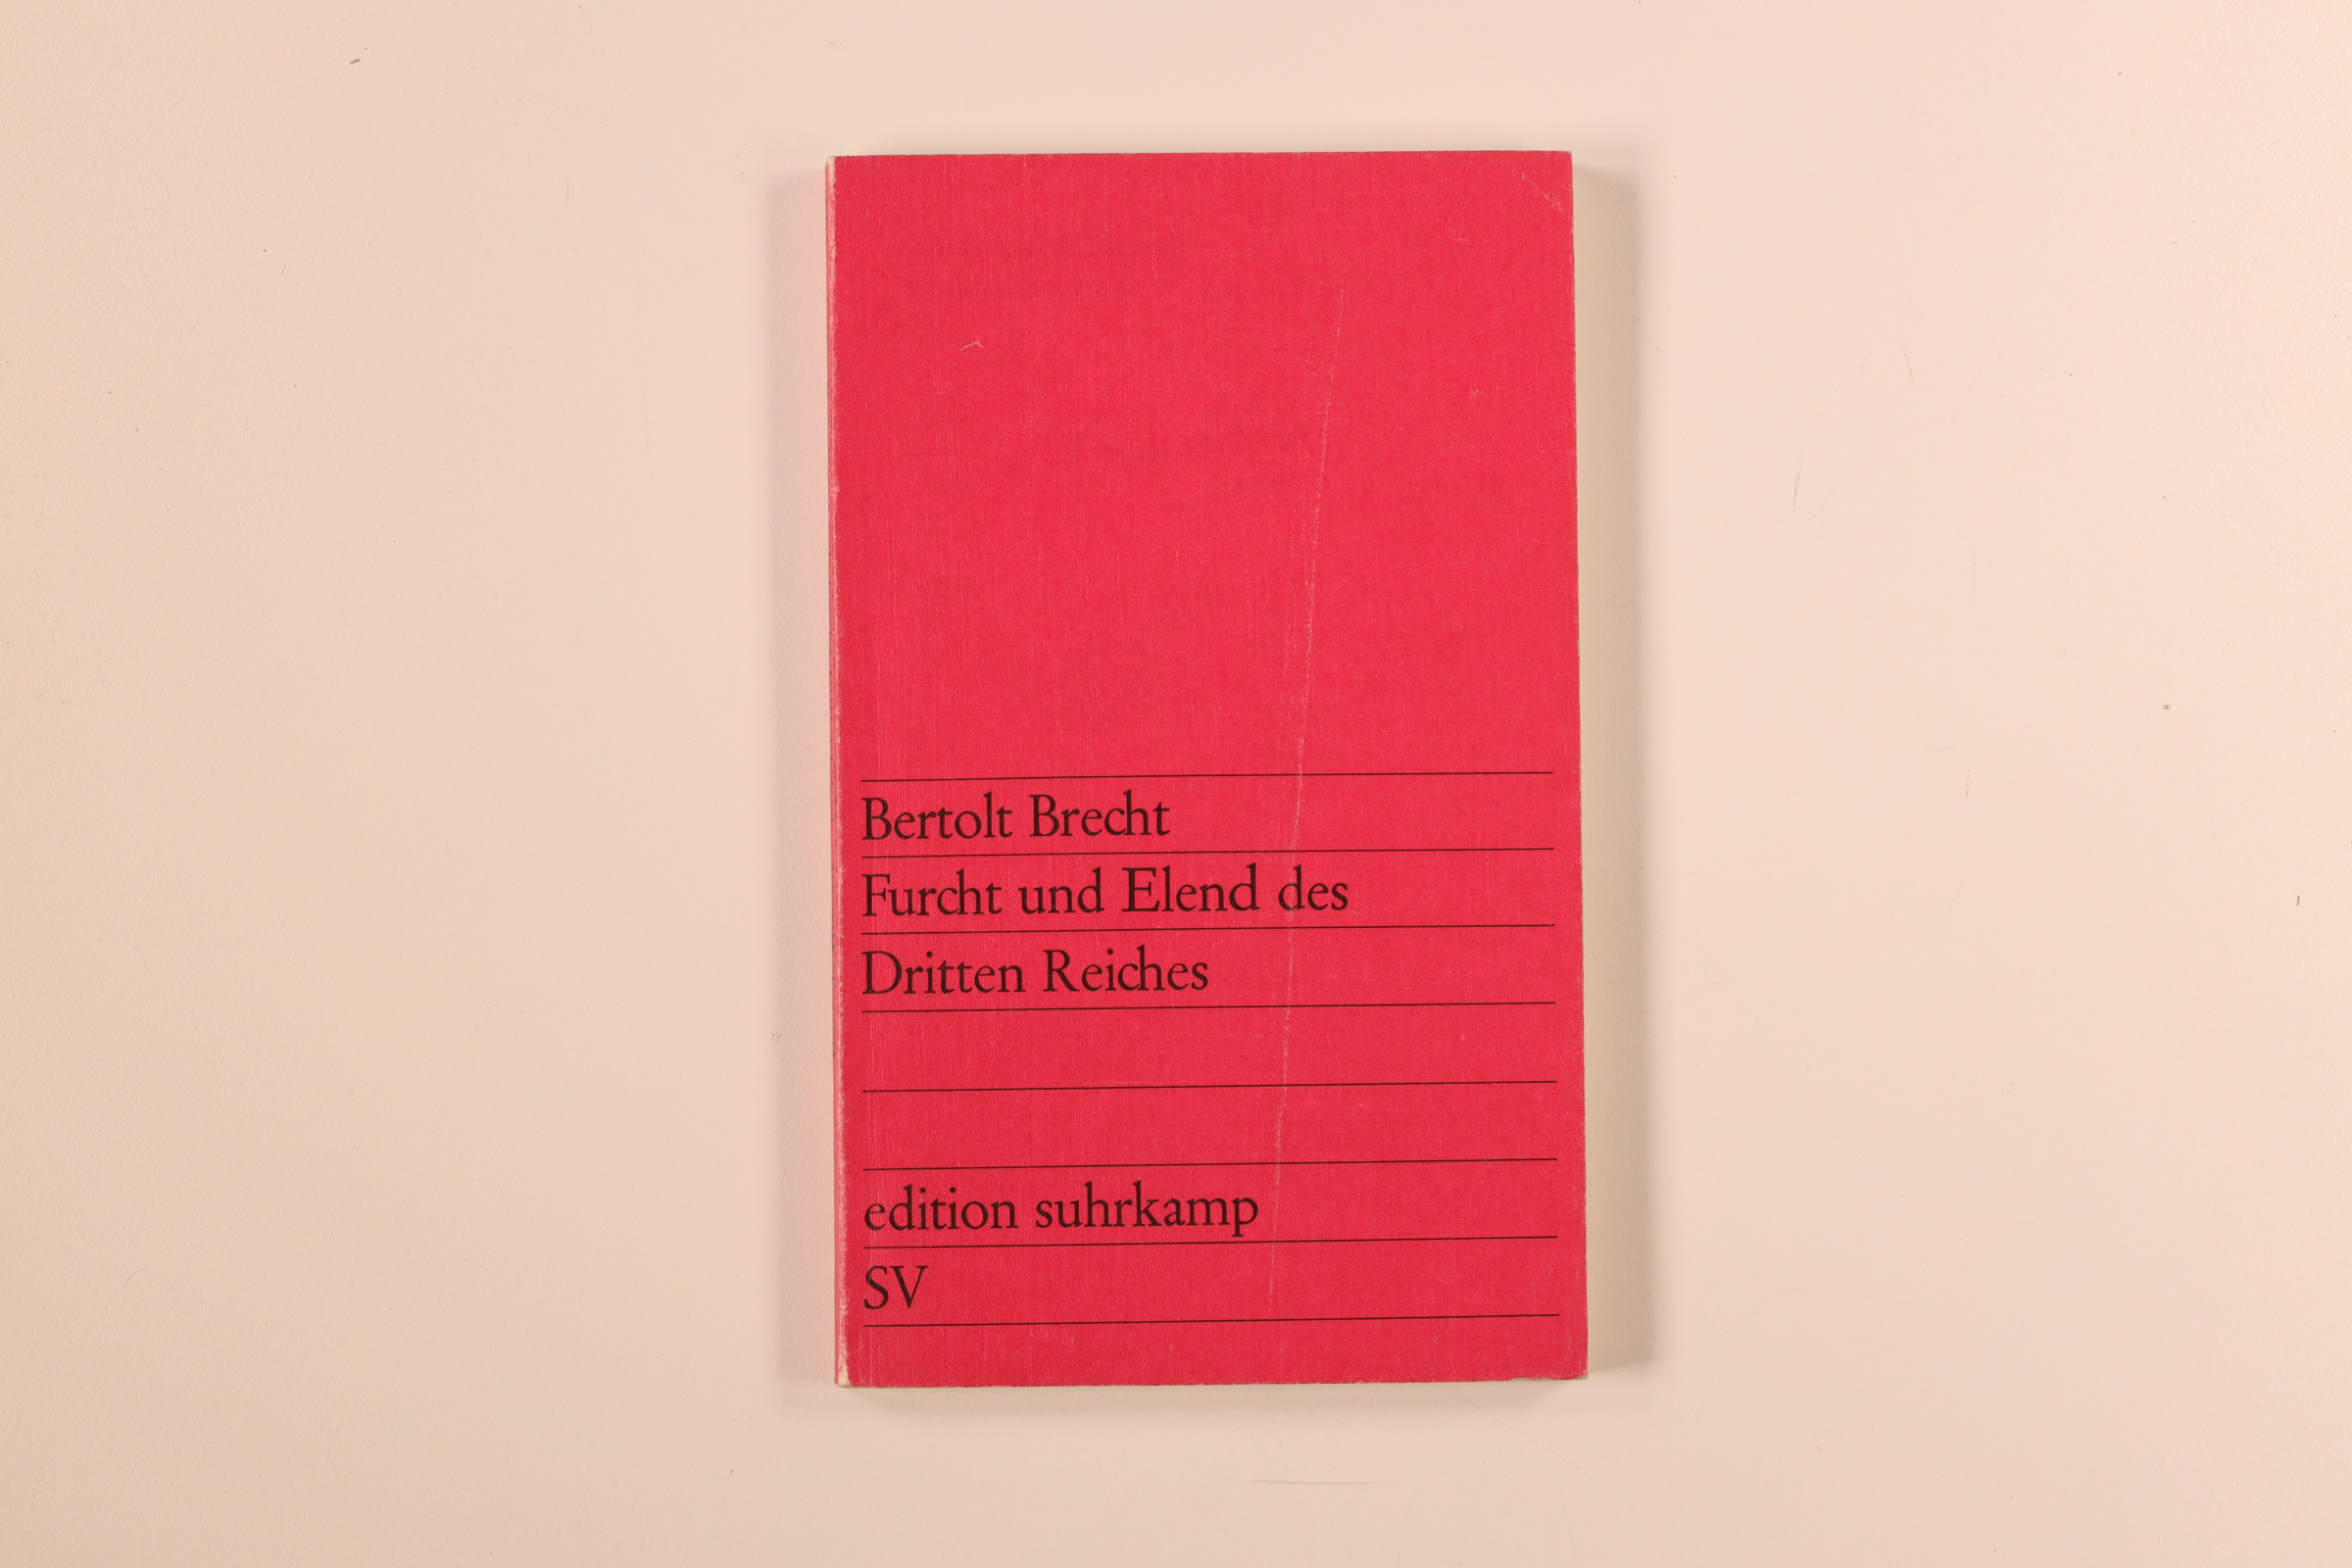 Bertolt Brecht
Furcht und Elend des
Dritten Reiches
edition suhrkamp
SV